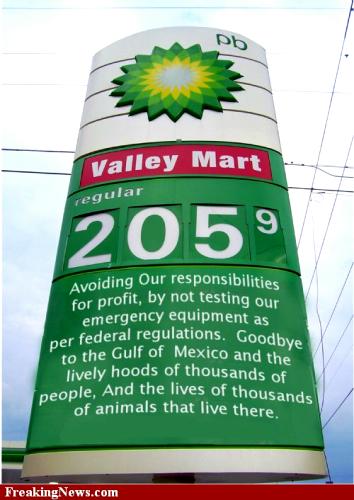 pb
Valley Mart
regular
205 9
Avoiding Our responsibilities
for profit, by not testing our
emergency equipment as
per federal regulations. Goodbye
to the Gulf of Mexico and the
lively hoods of thousands of
people, And the lives of thousands
of animals that live there.
FreakingNews.com